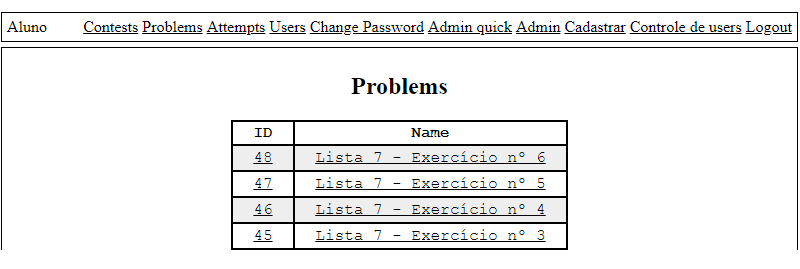 Aluno Contests Problems Attempts Users Change Password Admin quick Admin Cadastrar Controle de users Logout
Problems
ID Name
48 Lista 7 - Exercício nº 6
47 Lista 7 - Exercício nº 5
46 Lista 7 - Exercício nº 4
45 Lista 7 - Exercício nº 3